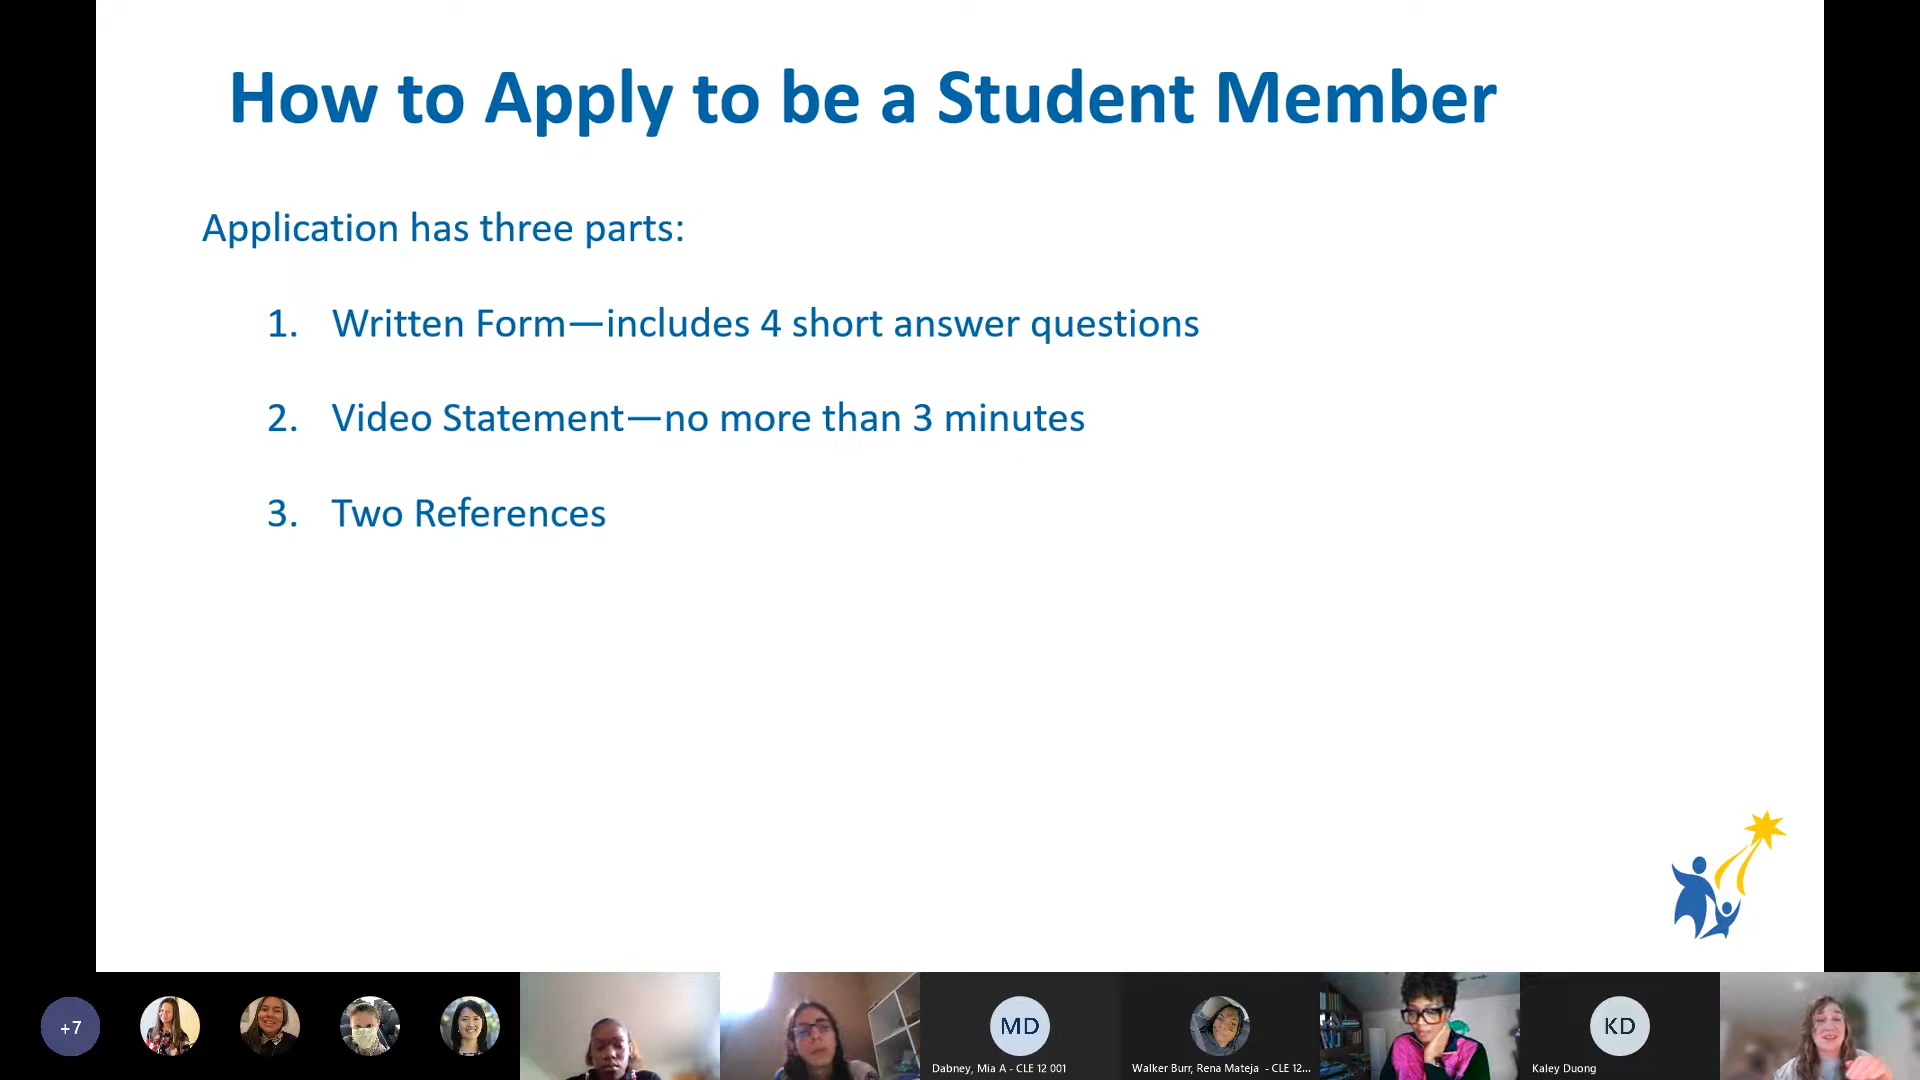 How to Apply to be a Student Member
Application has three parts:
1. Written Form—includes 4 short answer questions
2. Video Statement—no more than 3 minutes
3. Two References
+7
MD
KD
Dabney, Mia A - CLE 12 001
Walker Burr, Rena Mateja - CLE 12...
Kaley Duong